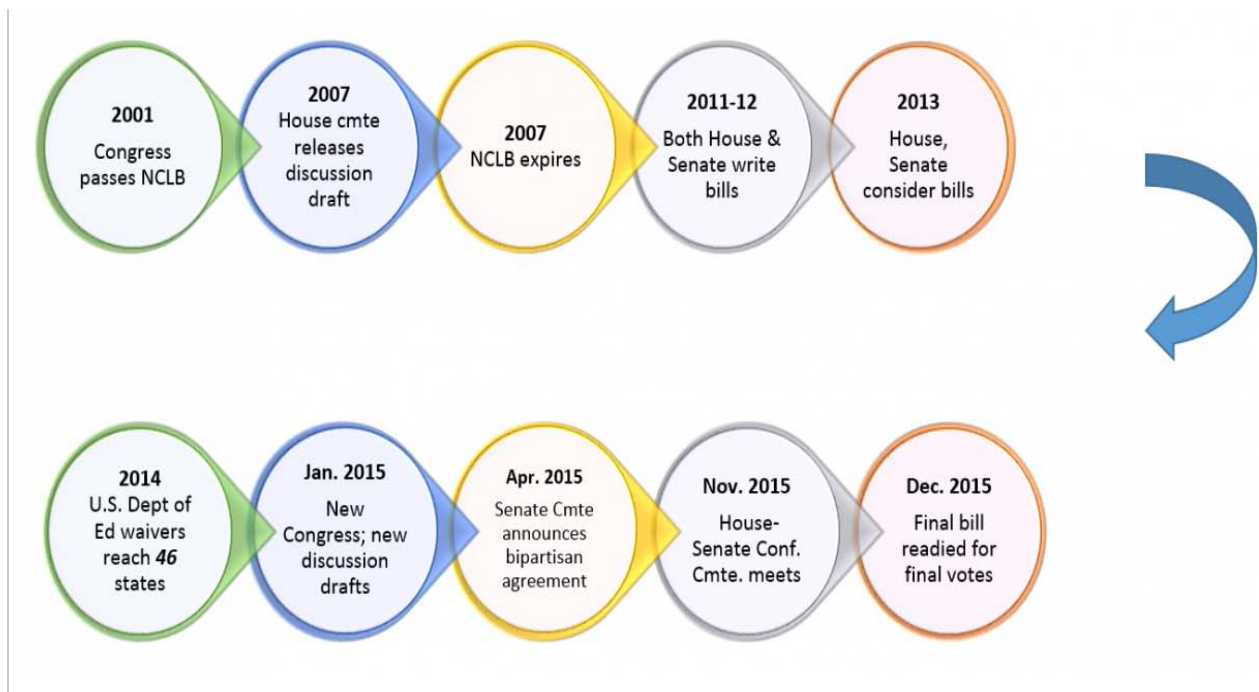 2001
Congress
passes NCLB
2007
House cmte
releases
discussion
draft
2007
NCLB expires
2011-12
Both House &
Senate write
bills
2013
House,
Senate
consider bills
2014
U.S. Dept of
Ed waivers
reach 46
states
Jan. 2015
New
Congress; new
discussion
drafts
Apr. 2015
Senate Cmte
announces
bipartisan
agreement
Nov. 2015
House-
Senate Conf.
Cmte. meets
Dec. 2015
Final bill
readied for
final votes